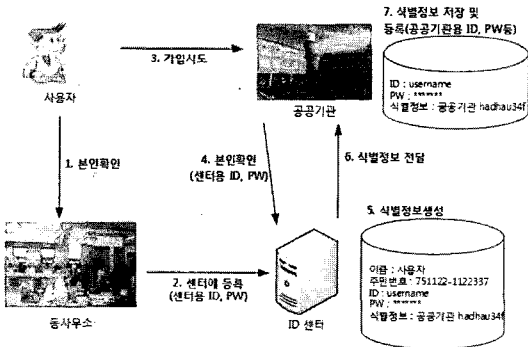 7. 식별정보 저장 및
등록(공공기관용 ID, PW등)
3. 가입시도
사용자
공공기관
ID : username
PW : *******
식별정보 : 공공기관 hadhau34f
1. 본인확인
4. 본인확인
(센터용 ID, PW)
6. 식별정보 전달
5. 식별정보생성
2. 센터에 등록
(센터용 ID, PW)
동사무소
ID 센터
이름 : 사용자
주민번호 : 751122-1122337
ID : username
PW : *******
식별정보 : 공공기관 hadhau34f